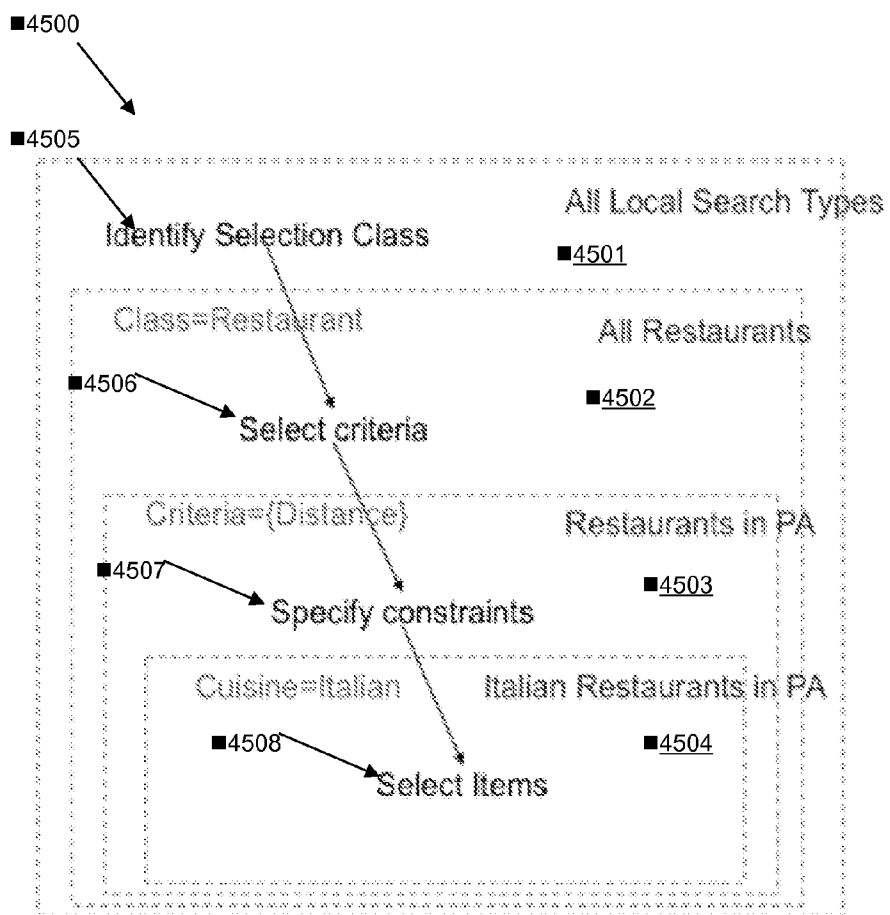 4500
4505
All Local Search Types
Identify Selection Class
4501
Class=Restaurant
All Restaurants
4506
4502
Select criteria
Criteria={Distance}
Restaurants in PA
4507
4503
Specify constraints
Cuisine=Italian
Italian Restaurants in PA
4508
4504
Select Items